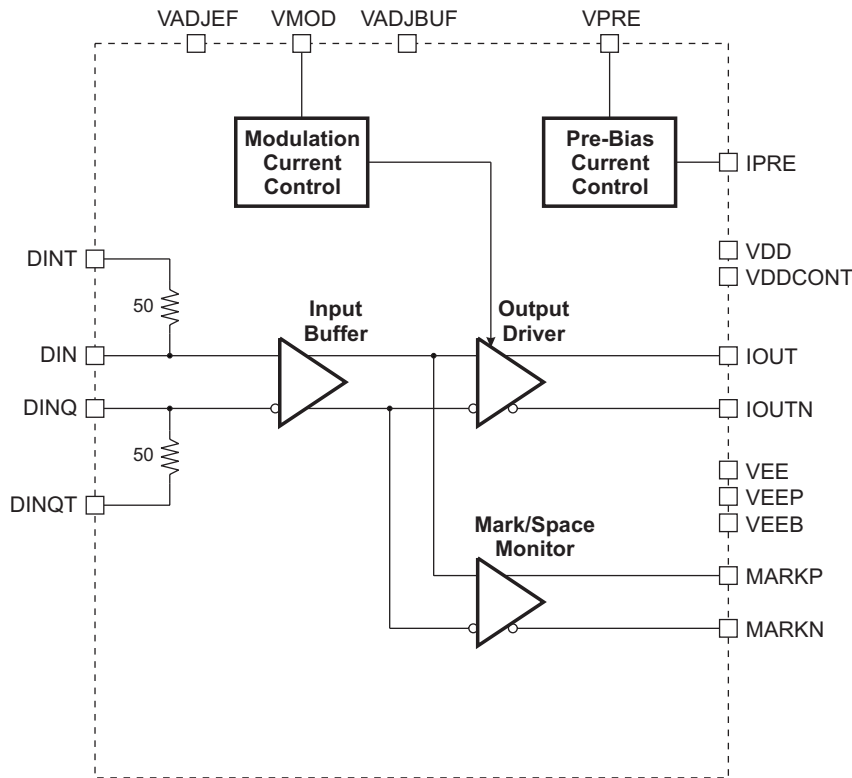 VADJEF
VMOD
VADJBUF
VPRE
Modulation
Current
Control
Pre-Bias
Current
Control
IPRE
DINT
VDD
VDDCONT
50
Input
Buffer
Output
Driver
DIN
IOUT
DINQ
IOUTN
50
VEE
DINQT
VEEP
VEEB
Mark/Space
Monitor
MARKP
MARKN